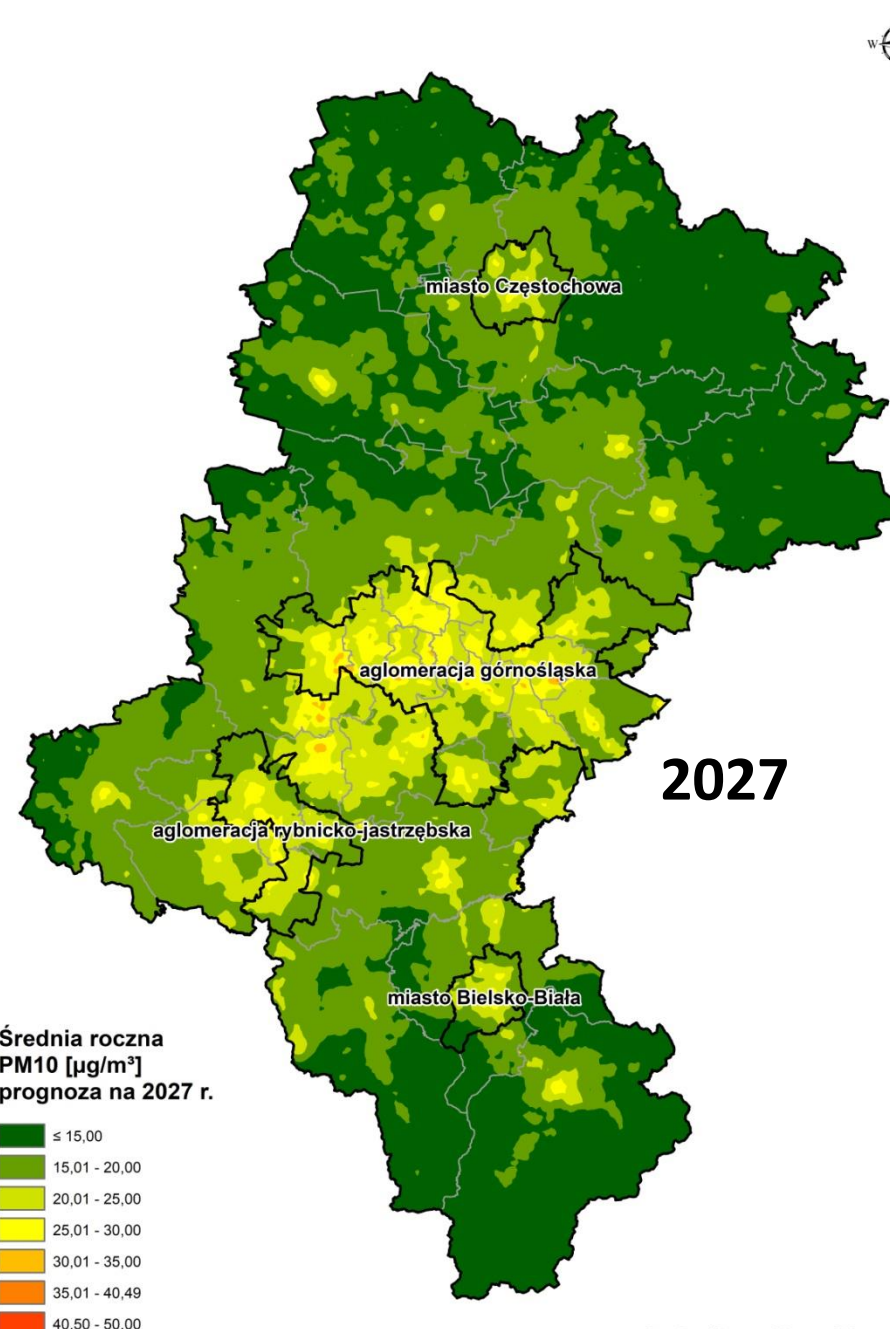 W
miasto Częstochowa
aglomeracja górnośląska
2027
aglomeracja rybnicko-jastrzębska
miasto Bielsko-Biała
Średnia roczna
PM10 [µg/m³]
prognoza na 2027 r.
≤ 15,00
15,01 - 20,00
20,01 - 25,00
25,01 - 30,00
30,01 - 35,00
35,01 - 40,49
40,50 - 50,00